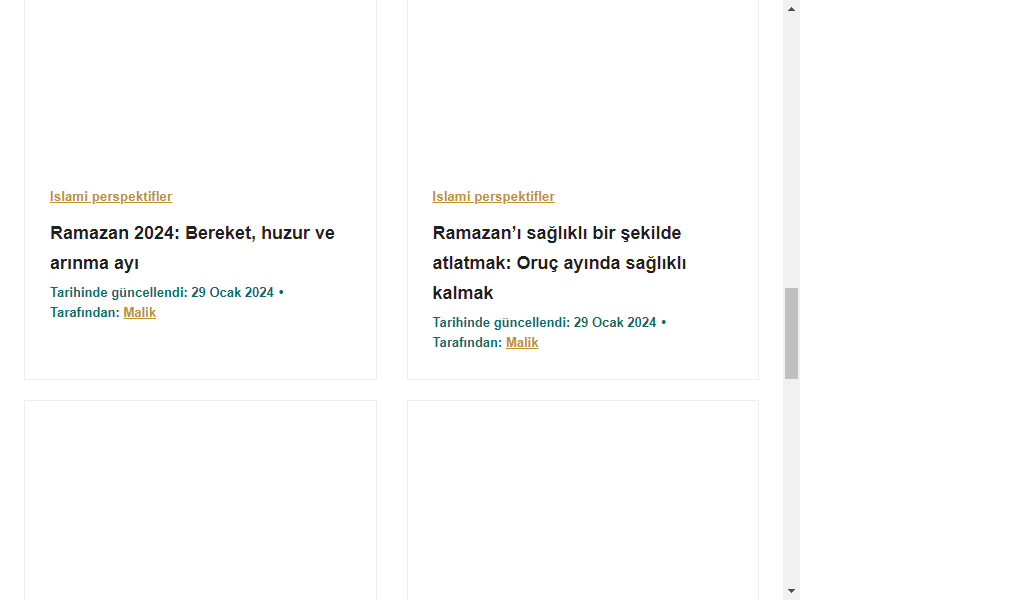 Islami perspektifler
Ramazan 2024: Bereket, huzur ve
arınma ayı
Tarihinde güncellendi: 29 Ocak 2024 •
Tarafından: Malik
Islami perspektifler
Ramazan’ı sağlıklı bir şekilde
atlatmak: Oruç ayında sağlıklı
kalmak
Tarihinde güncellendi: 29 Ocak 2024 •
Tarafından: Malik